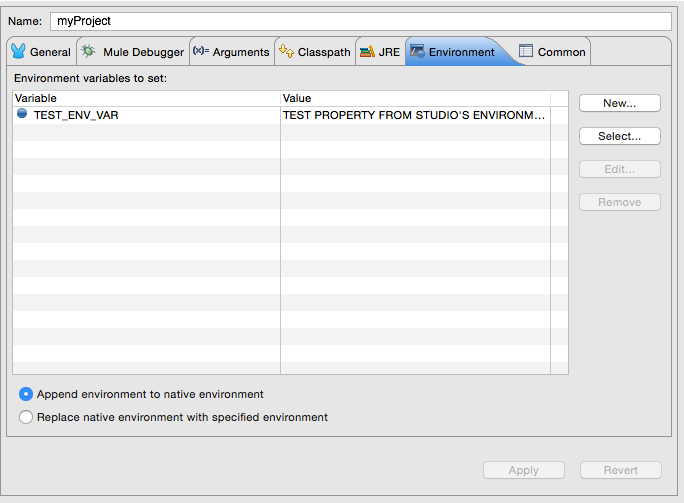 Name: myProject
General Mule Debugger (x)= Arguments Classpath JRE Environment Common
Environment variables to set:
Variable Value
TEST_ENV_VAR TEST PROPERTY FROM STUDIO'S ENVIRONM...
New...
Select...
Edit...
Remove
Append environment to native environment
Replace native environment with specified environment
Apply Revert